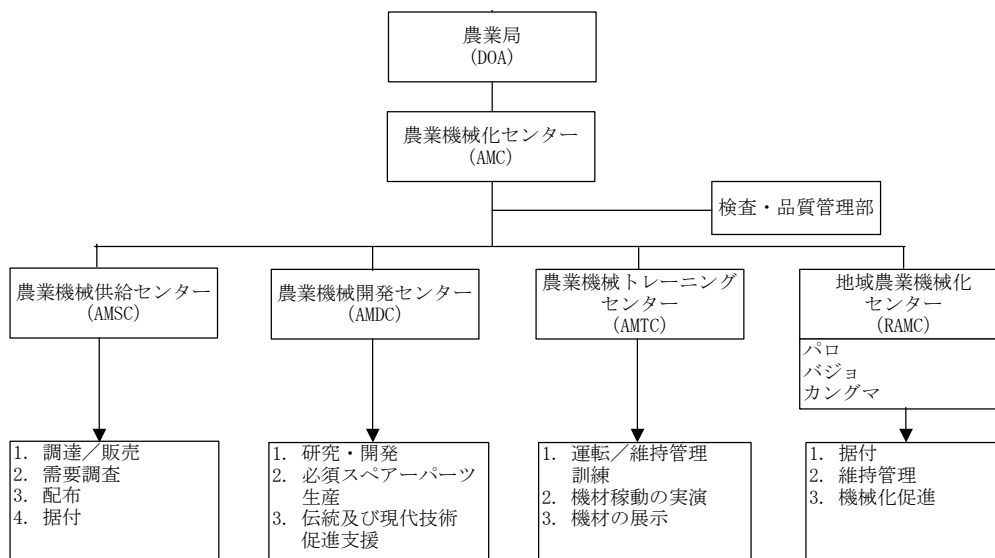 農業局
(DOA)
農業機械化センター
(AMC)
検査・品質管理部
農業機械供給センター
(AMSC)
農業機械開発センター
(AMDC)
農業機械トレーニング
センター
(AMTC)
地域農業機械化
センター
(RAMC)
パロ
バジョ
カングマ
1. 調達／販売
2. 需要調査
3. 配布
4. 据付
1. 研究・開発
2. 必須スペアーパーツ
生産
3. 伝統及び現代技術
促進支援
1. 運転／維持管理
訓練
2. 機材稼動の実演
3. 機材の展示
1. 据付
2. 維持管理
3. 機械化促進